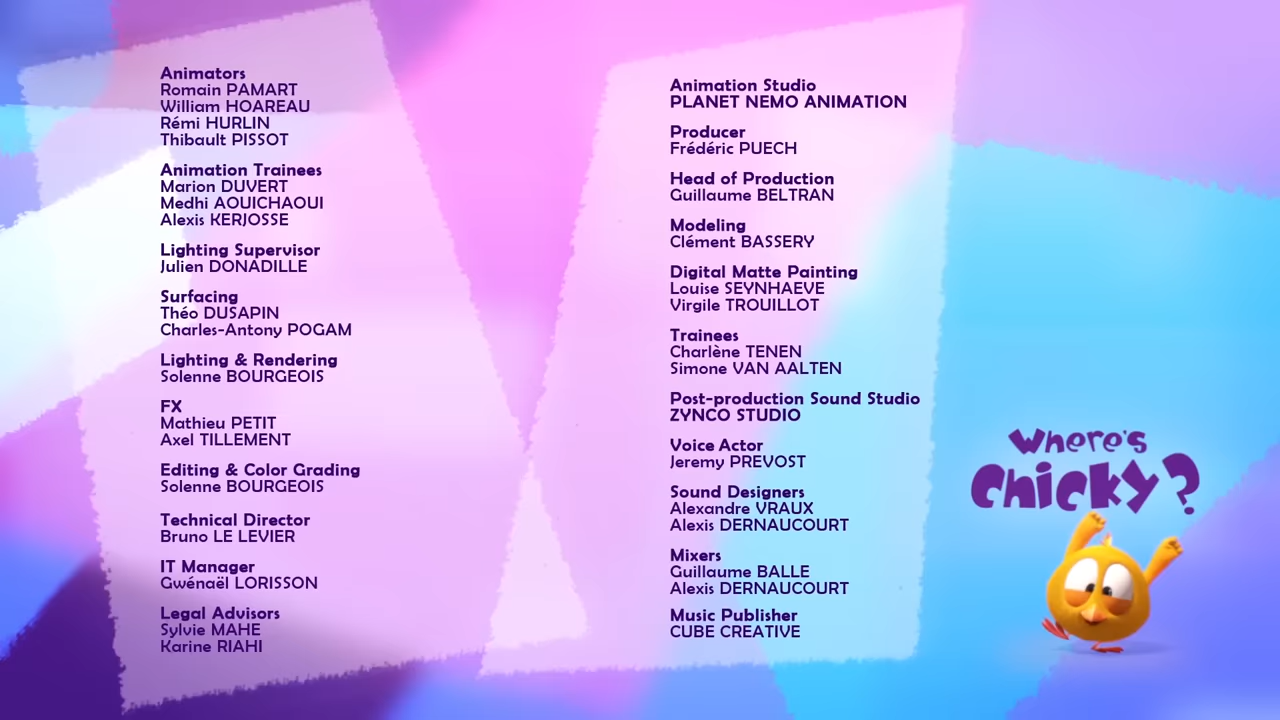 Animators
Romain PAMART
William HOAREAU
Rémi HURLIN
Thibault PISSOT
Animation Trainees
Marion DUVERT
Medhi AOUICHAOUI
Alexis KERJOSSE
Lighting Supervisor
Julien DONADILLE
Surfacing
Théo DUSAPIN
Charles-Antony POGAM
Lighting & Rendering
Solenne BOURGEOIS
FX
Mathieu PETIT
Axel TILLEMENT
Editing & Color Grading
Solenne BOURGEOIS
Technical Director
Bruno LE LEVIER
IT Manager
Gwénaël LORISSON
Legal Advisors
Sylvie MAHE
Karine RIAHI
Animation Studio
PLANET NEMO ANIMATION
Producer
Frédéric PUECH
Head of Production
Guillaume BELTRAN
Modeling
Clément BASSERY
Digital Matte Painting
Louise SEYNHAEVE
Virgile TROUILLOT
Trainees
Charlène TENEN
Simone VAN AALTEN
Post-production Sound Studio
ZYNCO STUDIO
Voice Actor
Jeremy PREVOST
Sound Designers
Alexandre VRAUX
Alexis DERNAUCOURT
Mixers
Guillaume BALLE
Alexis DERNAUCOURT
Music Publisher
CUBE CREATIVE
Where's
Chicky?